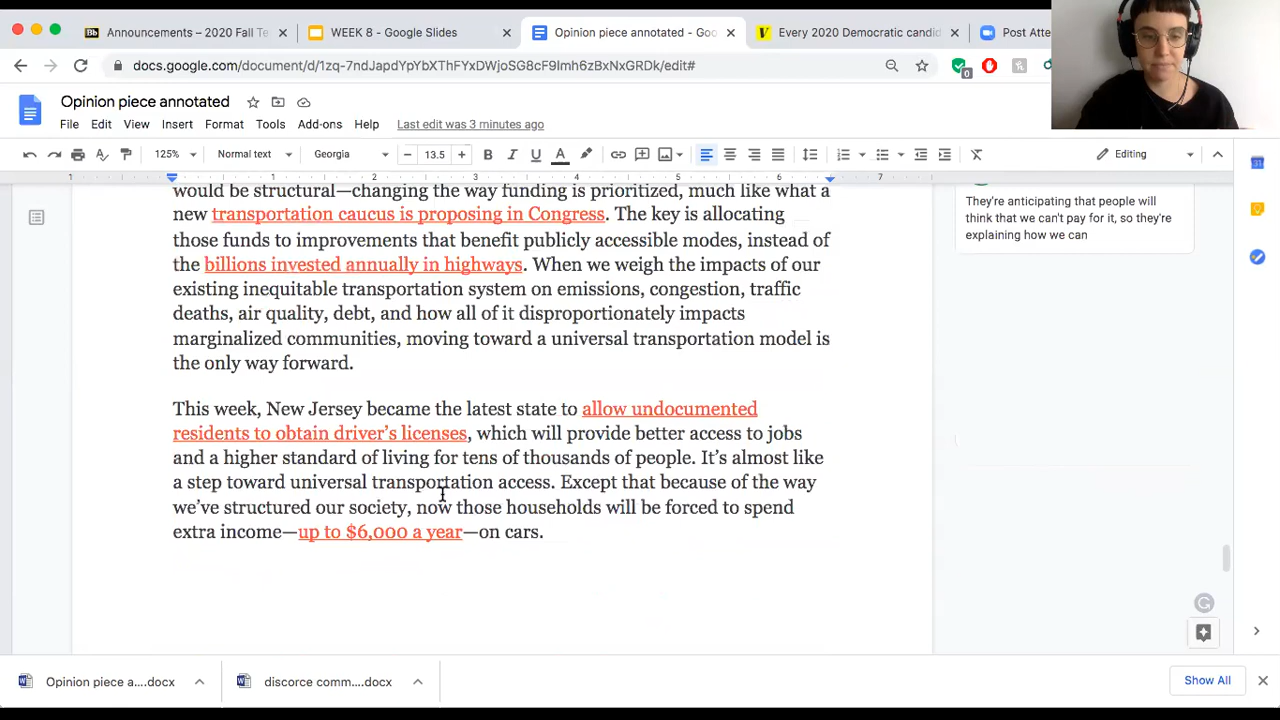 Announcements – 2020 Fall Te
WEEK 8 - Google Slides
Opinion piece annotated - Goo
Every 2020 Democratic candid
Post Atte
docs.google.com/document/d/1zq-7ndJapdYpYbXThFYxDWjoSG8cF9Imh6zBxNxGRDk/edit#
Opinion piece annotated
File Edit View Insert Format Tools Add-ons Help Last edit was 3 minutes ago
125% Normal text Georgia 13.5 Editing
1 1 2 3 4 5 6 7
would be structural—changing the way funding is prioritized, much like what a
new transportation caucus is proposing in Congress. The key is allocating
those funds to improvements that benefit publicly accessible modes, instead of
the billions invested annually in highways. When we weigh the impacts of our
existing inequitable transportation system on emissions, congestion, traffic
deaths, air quality, debt, and how all of it disproportionately impacts
marginalized communities, moving toward a universal transportation model is
the only way forward.
This week, New Jersey became the latest state to allow undocumented
residents to obtain driver's licenses, which will provide better access to jobs
and a higher standard of living for tens of thousands of people. It's almost like
a step toward universal transportation access. Except that because of the way
we've structured our society, now those households will be forced to spend
extra income—up to $6,000 a year—on cars.
They're anticipating that people will
think that we can't pay for it, so they're
explaining how we can
Opinion piece a....docx
discorce comm....docx
Show All